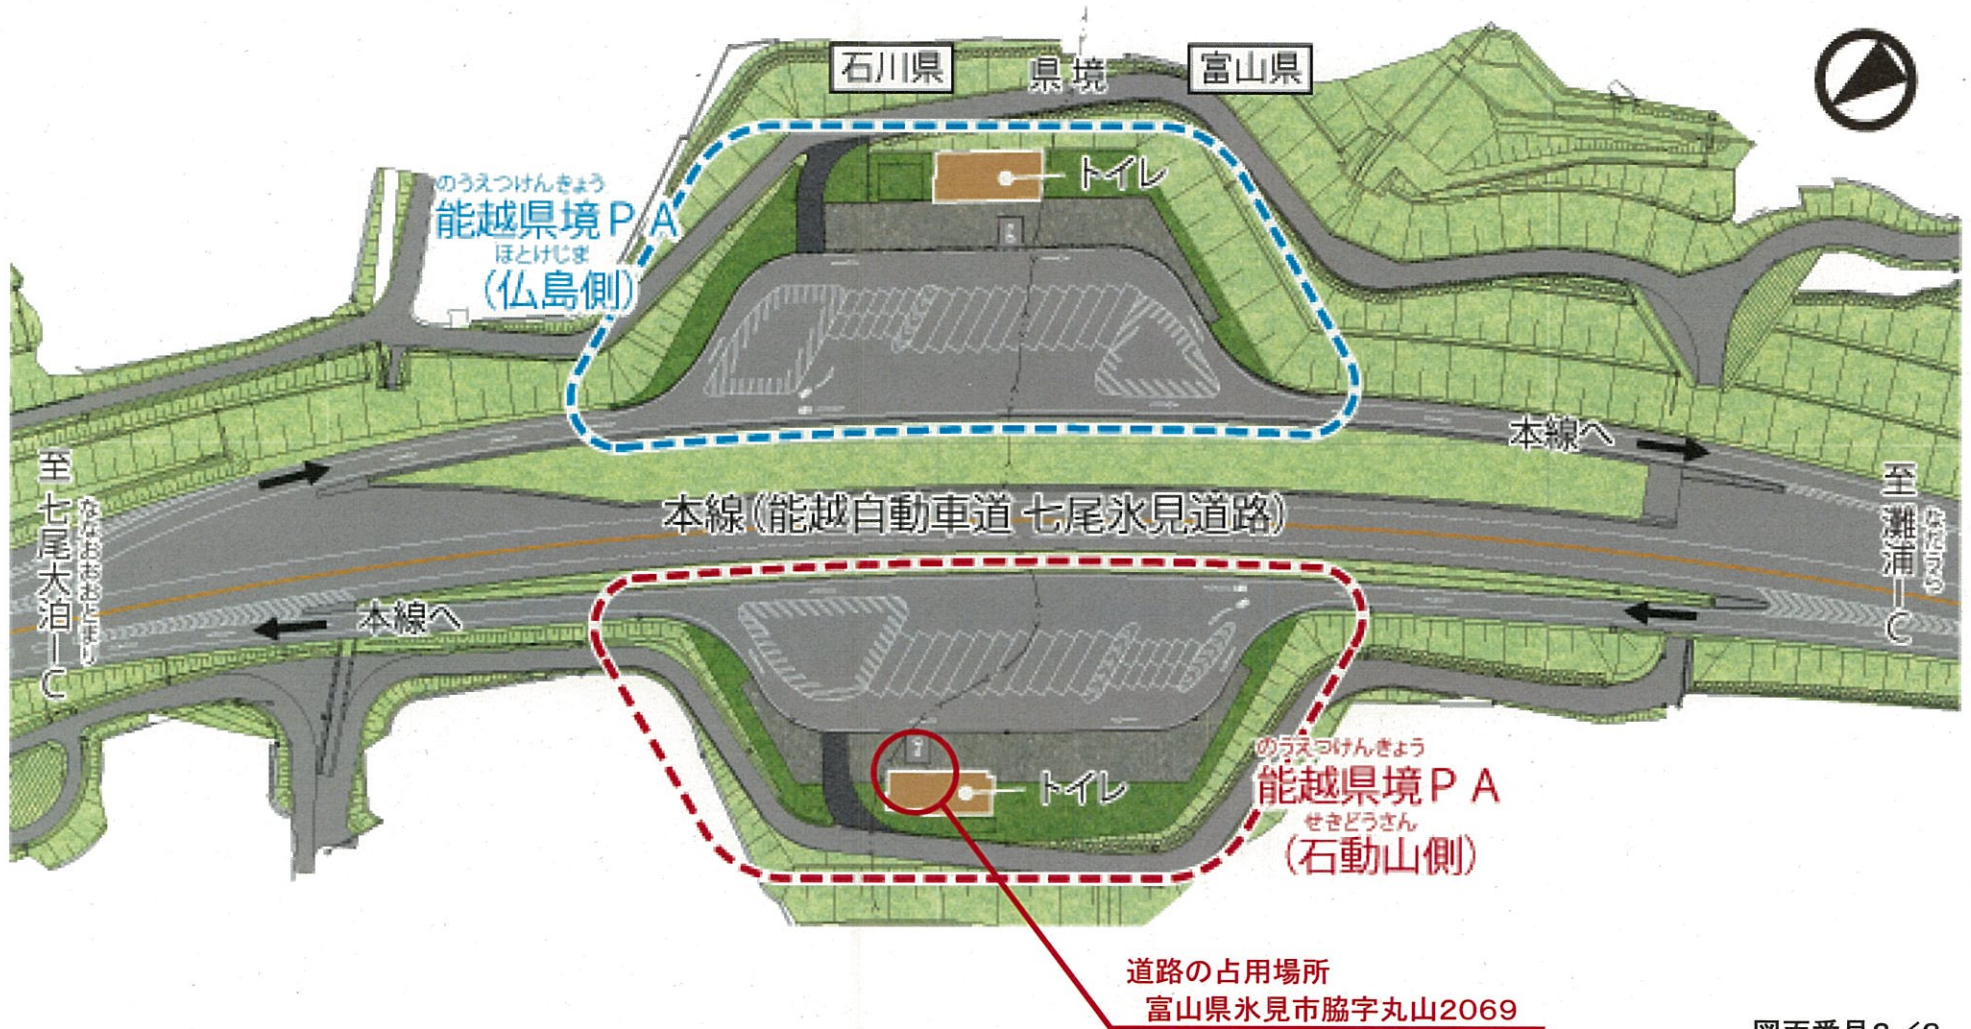 石川県
県境
富山県
トイレ
のうえつけんきょう
能越県境PA
ほとけじま
(仏島側)
本線へ
至 七尾大泊IC
ななおおおとまり
本線(能越自動車道 七尾氷見道路)
至 灘浦IC
なだうら
本線へ
トイレ
のうえつけんきょう
能越県境PA
せきどうさん
(石動山側)
道路の占用場所
富山県氷見市脇字丸山2069